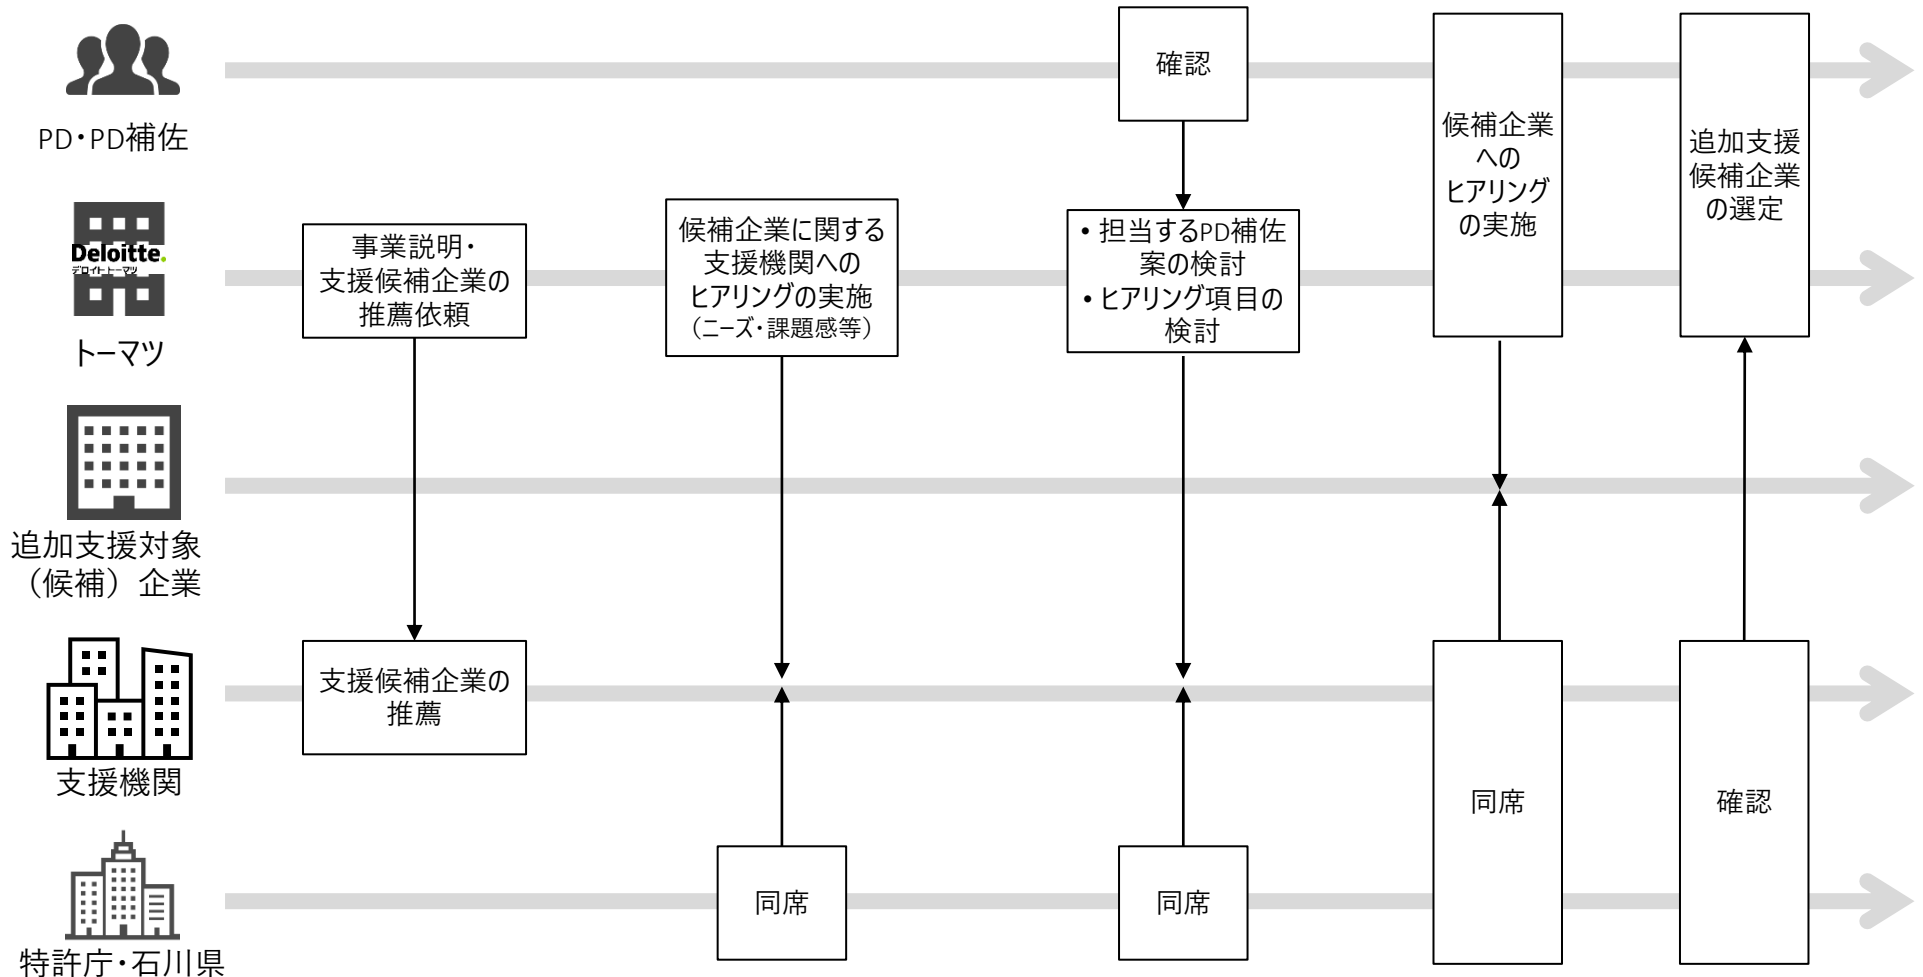 PD・PD補佐
確認
候補企業
への
ヒアリング
の実施
追加支援
候補企業
の選定
Deloitte.
デロイト トーマツ
トーマツ
事業説明・
支援候補企業の
推薦依頼
候補企業に関する
支援機関への
ヒアリングの実施
（ニーズ・課題感等）
• 担当するPD補佐
案の検討
• ヒアリング項目の
検討
追加支援対象
（候補）企業
支援機関
支援候補企業の
推薦
同席
確認
特許庁・石川県
同席
同席